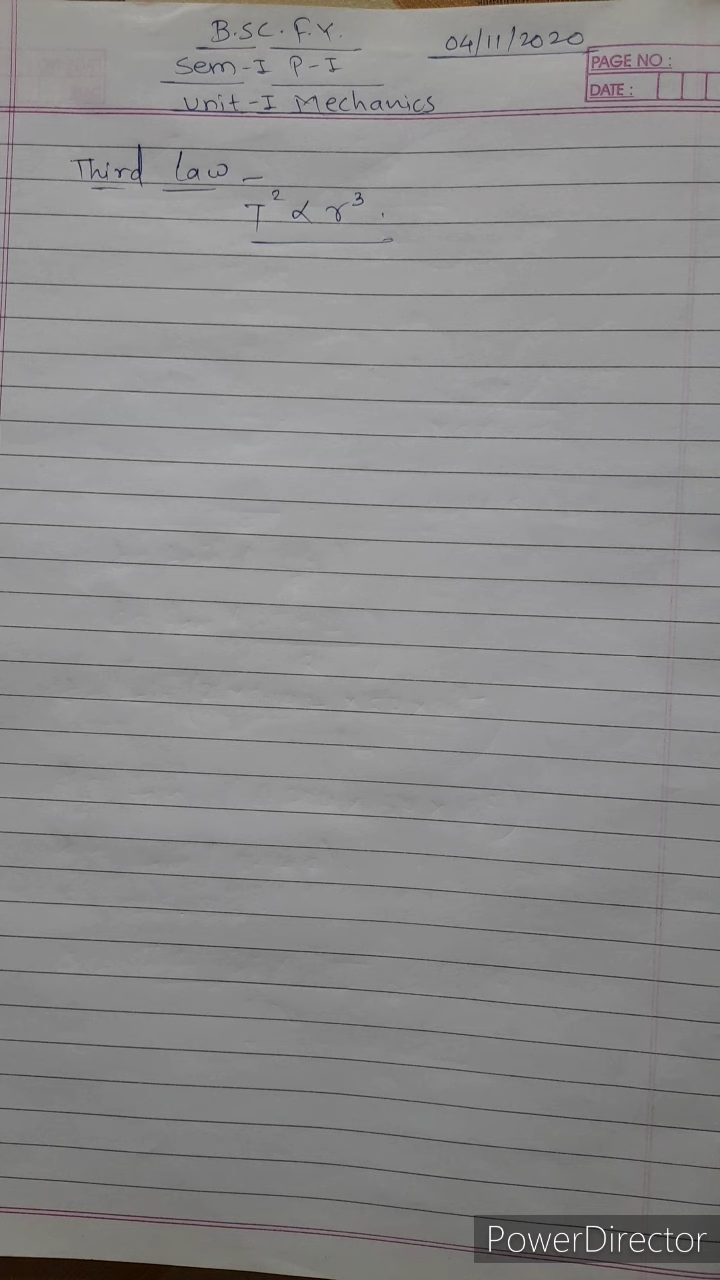 B.Sc. F.Y.
04/11/2020
Sem-I P-I
PAGE NO :
DATE :
Unit-I Mechanics
Third law -
T² ∝ r³.
PowerDirector